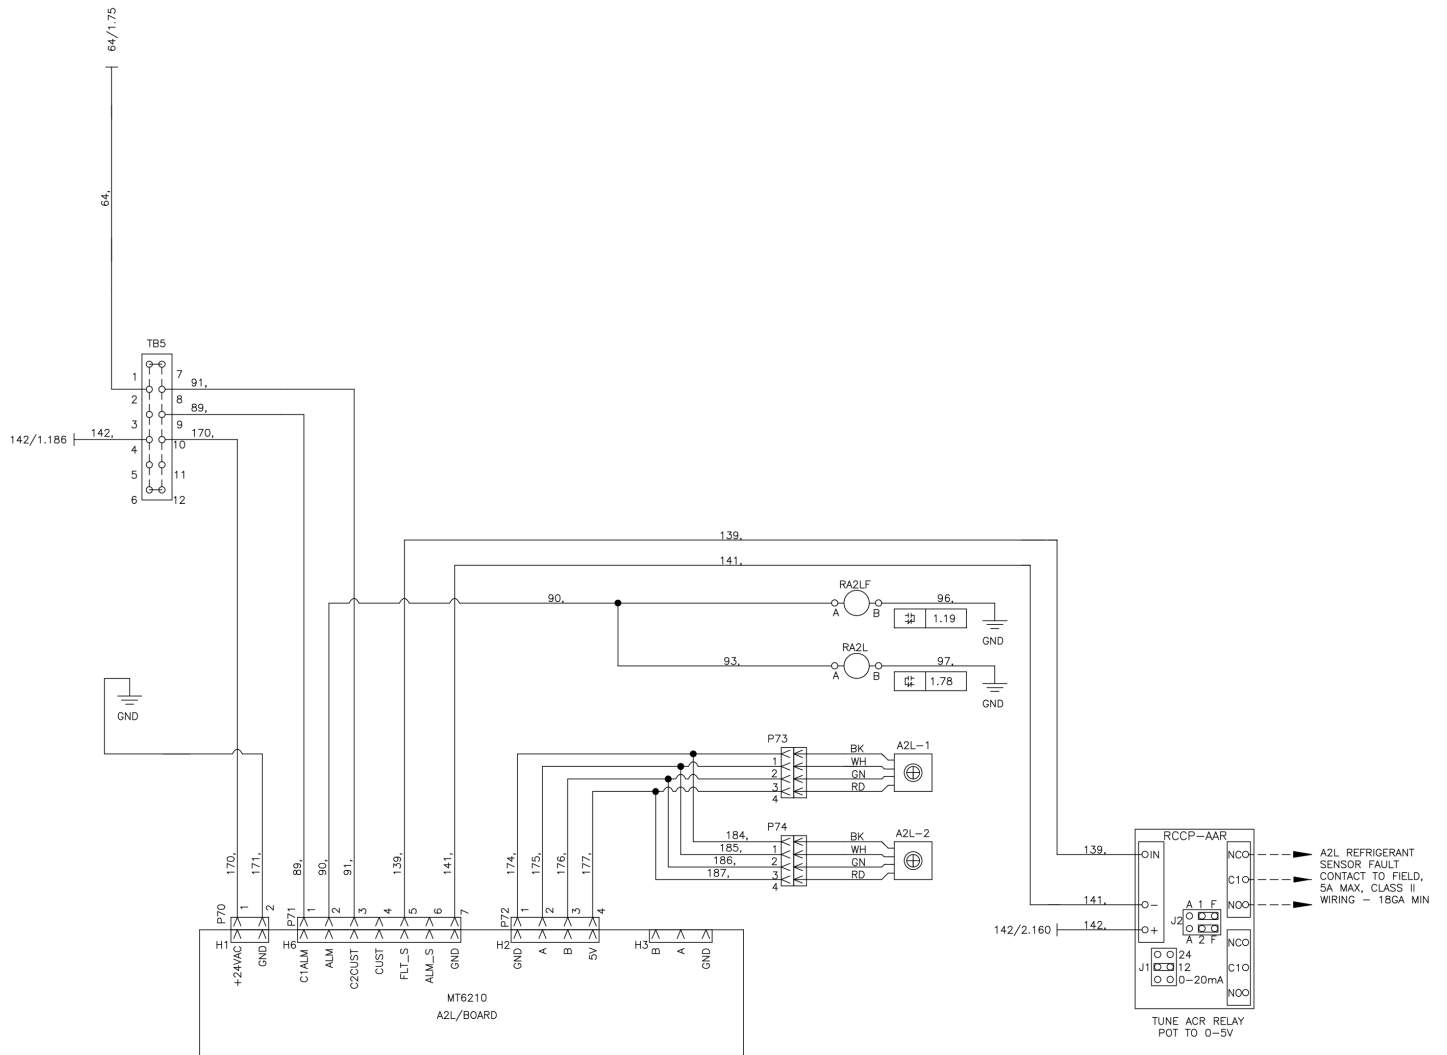 64/1.75
64,
TB5
1
7
91,
2
8
89,
3
9
142/1.186
142,
170,
4
10
5
11
6
12
139,
141,
RA2LF
90,
A
B
96,
1.19
GND
RA2L
93,
A
B
97,
1.78
GND
GND
P73
A2L-1
BK
1
WH
2
GN
3
RD
4
P74
A2L-2
184,
BK
185,
1
WH
186,
2
GN
187,
3
RD
4
170,
171,
89,
90,
91,
139,
141,
174,
175,
176,
177,
P70
1
2
P71
1
2
3
4
5
6
7
P72
1
2
3
4
H1
H6
H2
H3
+24VAC
GND
C1ALM
ALM
C2CUST
CUST
FLT_S
ALM_S
GND
GND
A
B
5V
B
A
GND
MT6210
A2L/BOARD
RCCP-AAR
139,
IN
NC
C1
NO
141,
-
142/2.160
142,
+
A 1 F
J2
A 2 F
24
J1
12
0-20mA
NC
C1
NO
TUNE ACR RELAY
POT TO 0-5V
A2L REFRIGERANT
SENSOR FAULT
CONTACT TO FIELD,
5A MAX, CLASS II
WIRING - 18GA MIN